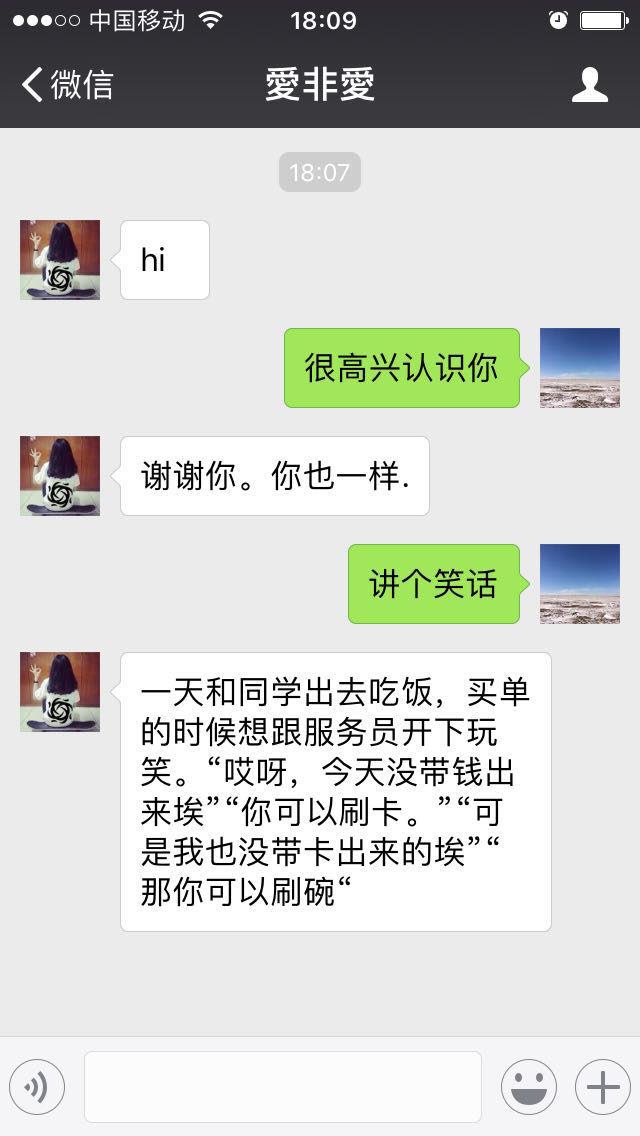 中国移动 18:09
微信 愛非愛
18:07
hi
很高兴认识你
谢谢你。你也一样.
讲个笑话
一天和同学出去吃饭，买单
的时候想跟服务员开下玩
笑。“哎呀，今天没带钱出
来埃”“你可以刷卡。”“可
是我也没带卡出来的埃”“
那你可以刷碗“